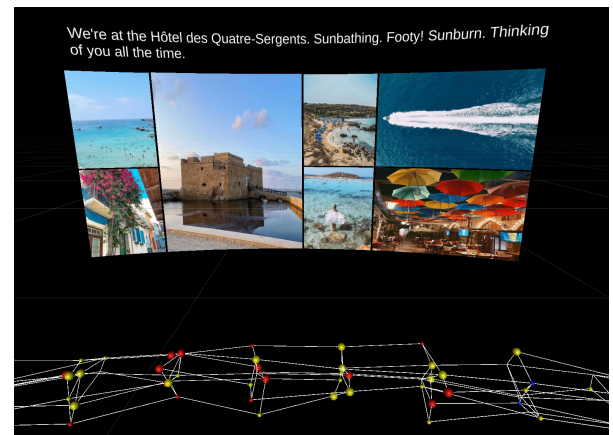 We're at the Hôtel des Quatre-Sergents. Sunbathing. Footy! Sunburn. Thinking
of you all the time.